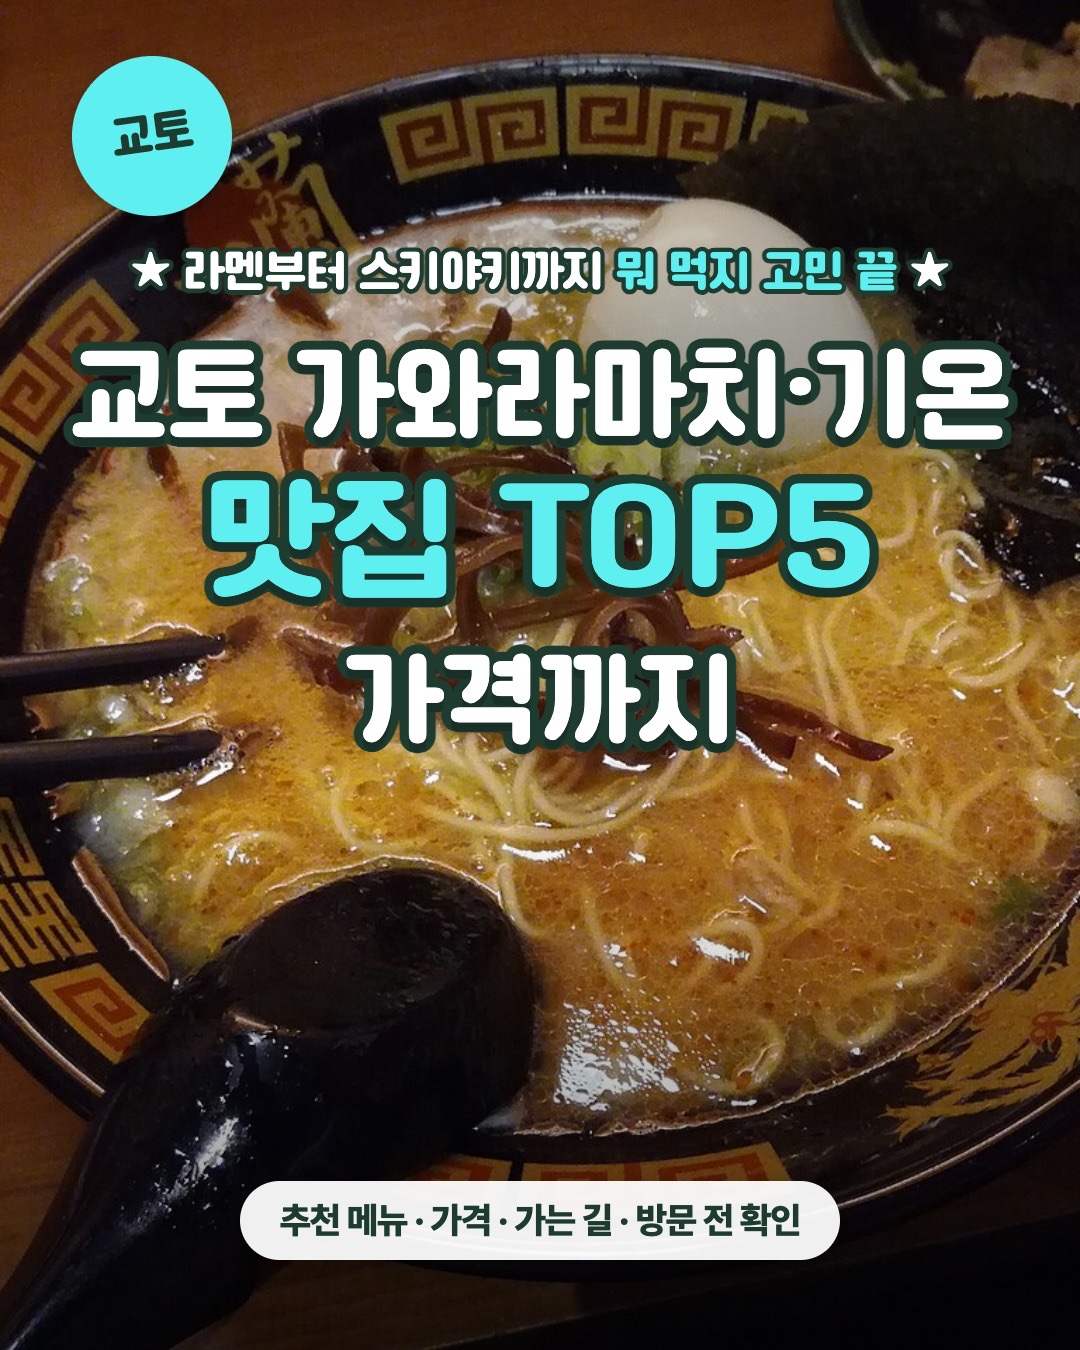 교토
蘭
★ 라멘부터 스키야키까지 뭐 먹지 고민 끝 ★
교토 가와라마치·기온
맛집 TOP5
가격까지
추천 메뉴 · 가격 · 가는 길 · 방문 전 확인